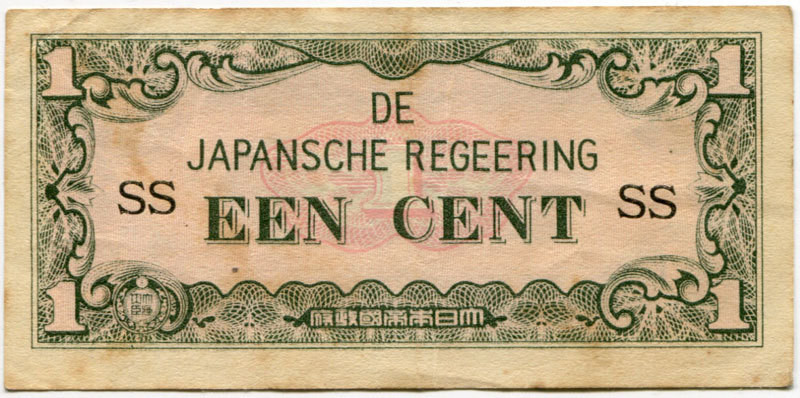 1 1
DE
JAPANSCHE REGEERING
SS EEN CENT SS
1 1
大日本帝國政府